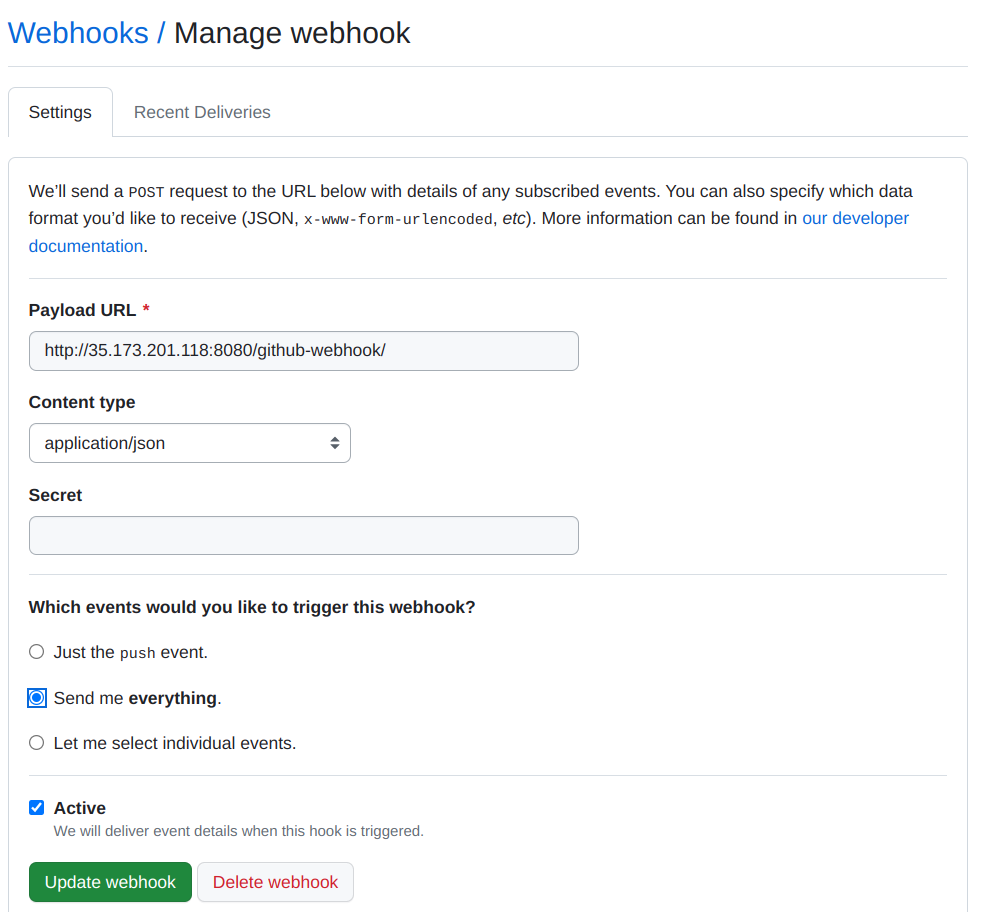 Webhooks / Manage webhook
Settings
Recent Deliveries
We’ll send a POST request to the URL below with details of any subscribed events. You can also specify which data
format you’d like to receive (JSON, x-www-form-urlencoded, etc). More information can be found in our developer
documentation.
Payload URL *
http://35.173.201.118:8080/github-webhook/
Content type
application/json
Secret
Which events would you like to trigger this webhook?
Just the push event.
Send me everything.
Let me select individual events.
Active
We will deliver event details when this hook is triggered.
Update webhook
Delete webhook